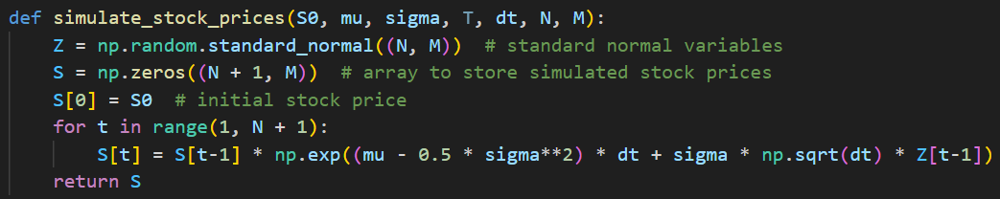 def simulate_stock_prices(S0, mu, sigma, T, dt, N, M):
    Z = np.random.standard_normal((N, M))  # standard normal variables
    S = np.zeros((N + 1, M))  # array to store simulated stock prices
    S[0] = S0  # initial stock price
    for t in range(1, N + 1):
        S[t] = S[t-1] * np.exp((mu - 0.5 * sigma**2) * dt + sigma * np.sqrt(dt) * Z[t-1])
    return S